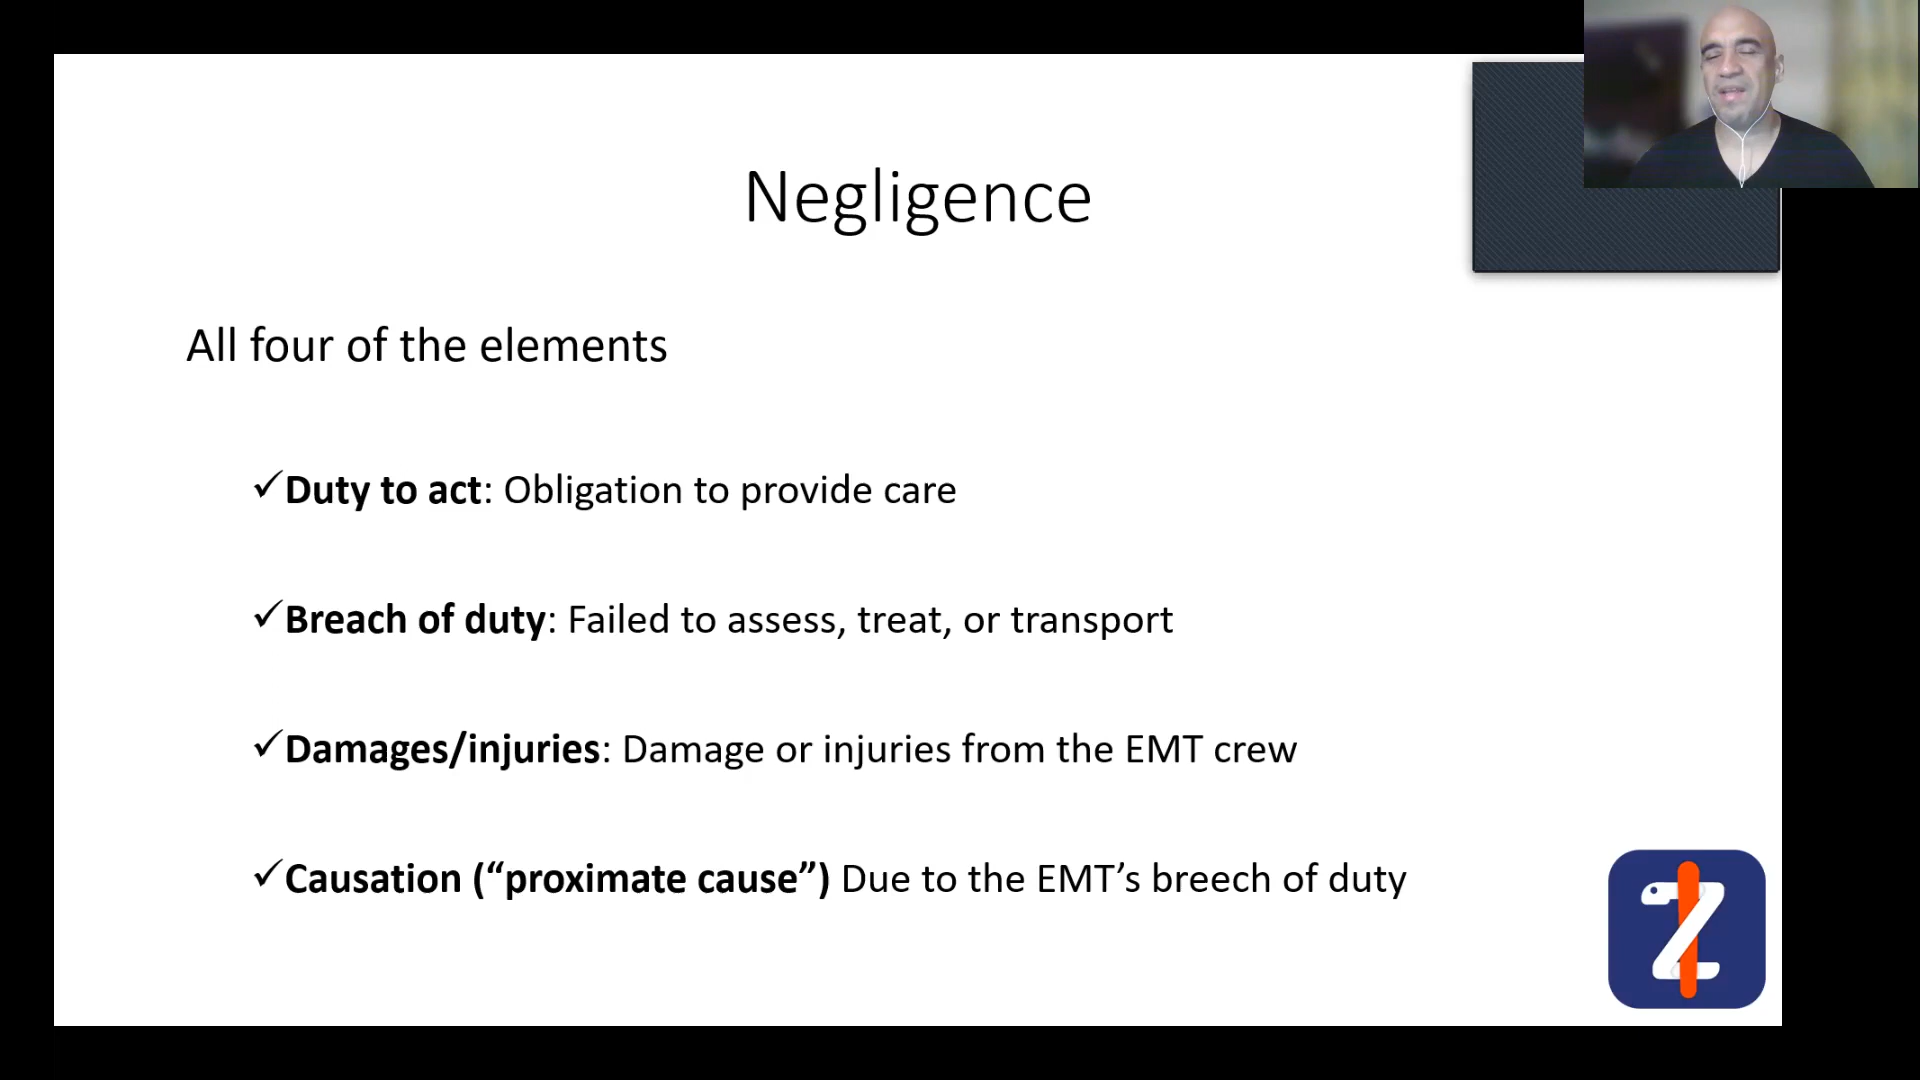 Negligence
All four of the elements
✓Duty to act: Obligation to provide care
✓Breach of duty: Failed to assess, treat, or transport
✓Damages/injuries: Damage or injuries from the EMT crew
✓Causation (“proximate cause”) Due to the EMT’s breech of duty